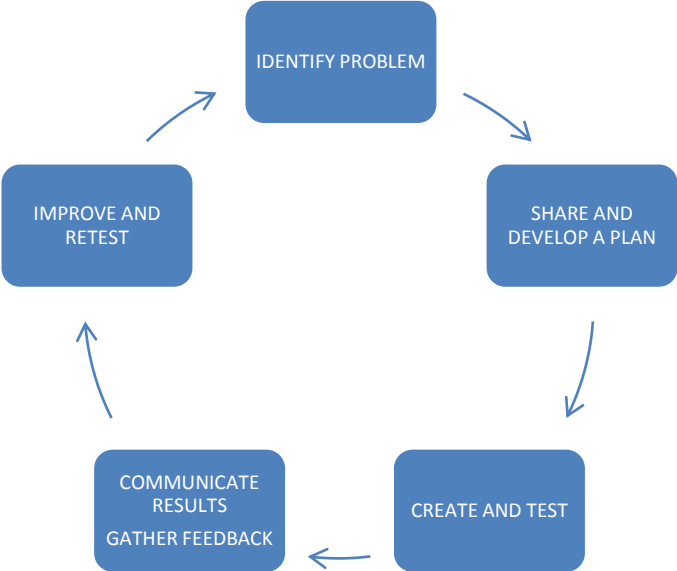 IDENTIFY PROBLEM
SHARE AND
DEVELOP A PLAN
CREATE AND TEST
COMMUNICATE
RESULTS
GATHER FEEDBACK
IMPROVE AND
RETEST